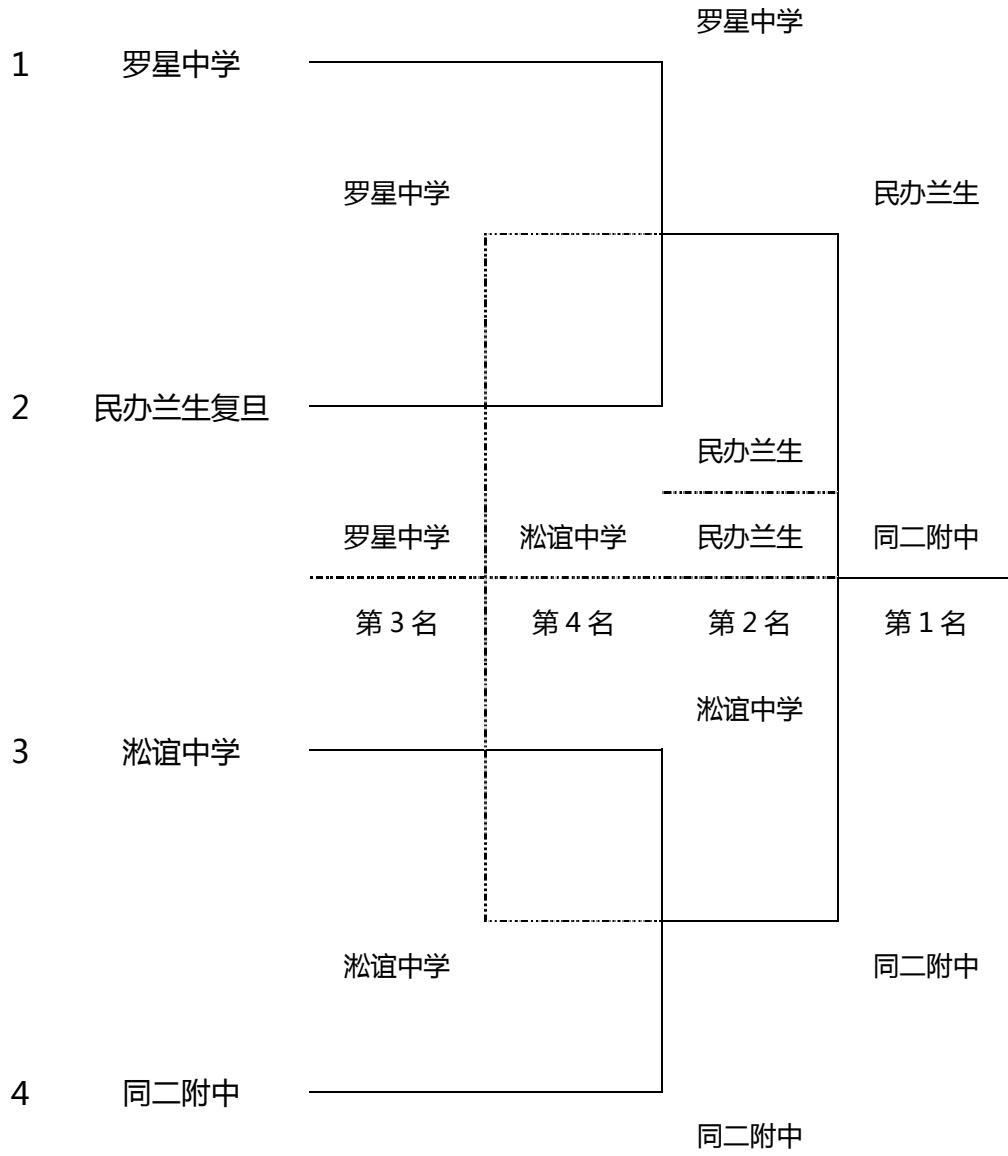 罗星中学
1 罗星中学
罗星中学 民办兰生
2 民办兰生复旦
民办兰生
罗星中学 淞谊中学 民办兰生 同二附中
第3名 第4名 第2名 第1名
淞谊中学
3 淞谊中学
淞谊中学 同二附中
4 同二附中
同二附中